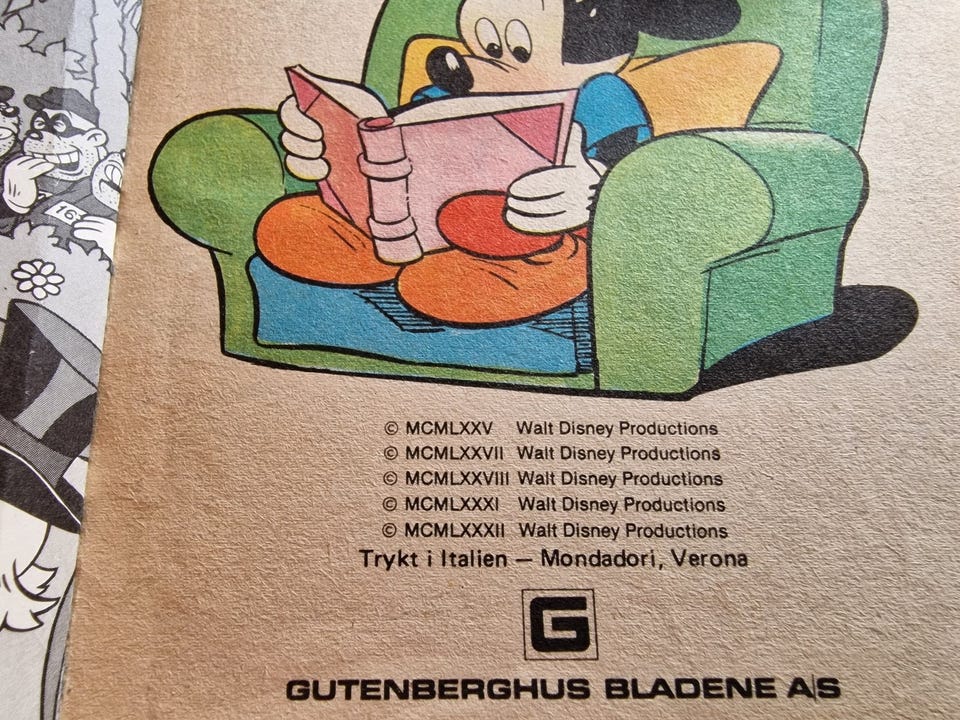 16
© MCMLXXV Walt Disney Productions
© MCMLXXVII Walt Disney Productions
© MCMLXXVIII Walt Disney Productions
© MCMLXXXI Walt Disney Productions
© MCMLXXXII Walt Disney Productions
Trykt i Italien — Mondadori, Verona
G
GUTENBERGHUS BLADENE A/S